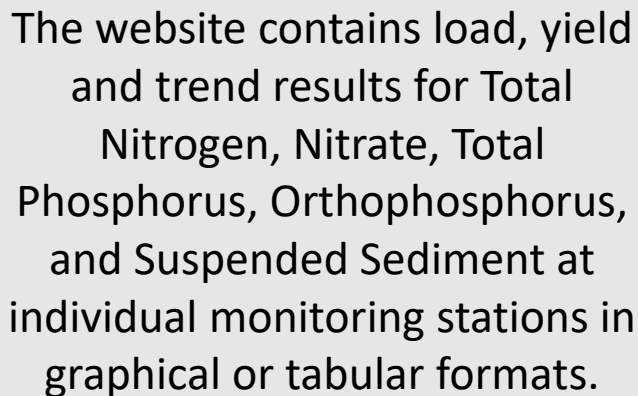 The website contains load, yield
and trend results for Total
Nitrogen, Nitrate, Total
Phosphorus, Orthophosphorus,
and Suspended Sediment at
individual monitoring stations in
graphical or tabular formats.